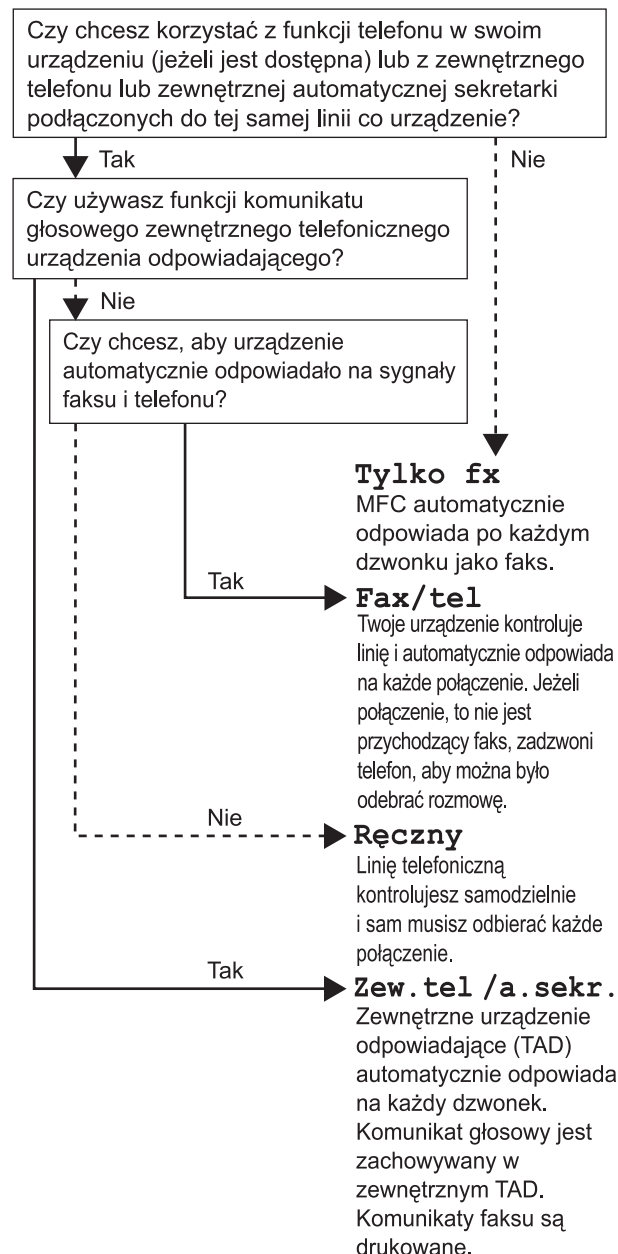 Czy chcesz korzystać z funkcji telefonu w swoim
urządzeniu (jeżeli jest dostępna) lub z zewnętrznego
telefonu lub zewnętrznej automatycznej sekretarki
podłączonych do tej samej linii co urządzenie?
Tak
Nie
Czy używasz funkcji komunikatu
głosowego zewnętrznego telefonicznego
urządzenia odpowiadającego?
Nie
Czy chcesz, aby urządzenie
automatycznie odpowiadało na sygnały
faksu i telefonu?
Tylko fx
MFC automatycznie
odpowiada po każdym
dzwonku jako faks.
Tak
Fax/tel
Twoje urządzenie kontroluje
linię i automatycznie odpowiada
na każde połączenie. Jeżeli
połączenie, to nie jest
przychodzący faks, zadzwoni
telefon, aby można było
odebrać rozmowę.
Nie
Ręczny
Linię telefoniczną
kontrolujesz samodzielnie
i sam musisz odbierać każde
połączenie.
Tak
Zew.tel /a.sekr.
Zewnętrzne urządzenie
odpowiadające (TAD)
automatycznie odpowiada
na każdy dzwonek.
Komunikat głosowy jest
zachowywany w
zewnętrznym TAD.
Komunikaty faksu są
drukowane.